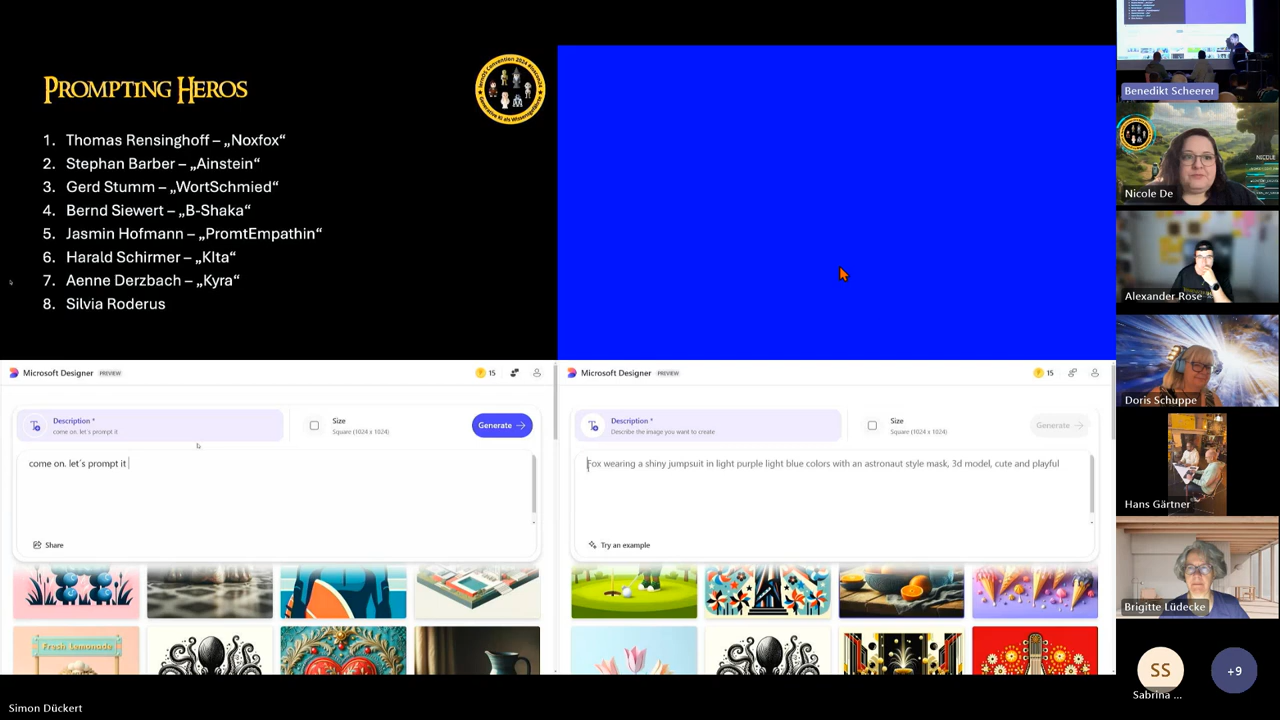 PROMPTING HEROS
1. Thomas Rensinghoff – „Noxfox“
2. Stephan Barber – „Ainstein“
3. Gerd Stumm – „WortSchmied“
4. Bernd Siewert – „B-Shaka“
5. Jasmin Hofmann – „PromtEmpathin“
6. Harald Schirmer – „KIta“
7. Aenne Derzbach – „Kyra“
8. Silvia Roderus
Microsoft Designer PREVIEW
15
Description *
come on. let´s prompt it
Size
Square (1024 x 1024)
Generate
come on. let´s prompt it
Share
Fresh Lemonade
Microsoft Designer PREVIEW
15
Description *
Describe the image you want to create
Size
Square (1024 x 1024)
Generate
Fox wearing a shiny jumpsuit in light purple light blue colors with an astronaut style mask, 3d model, cute and playful
Try an example
Benedikt Scheerer
NICOLE
Nicole De
Alexander Rose
Doris Schuppe
Hans Gärtner
Brigitte Lüdecke
SS
Sabrina ...
+9
Simon Dückert